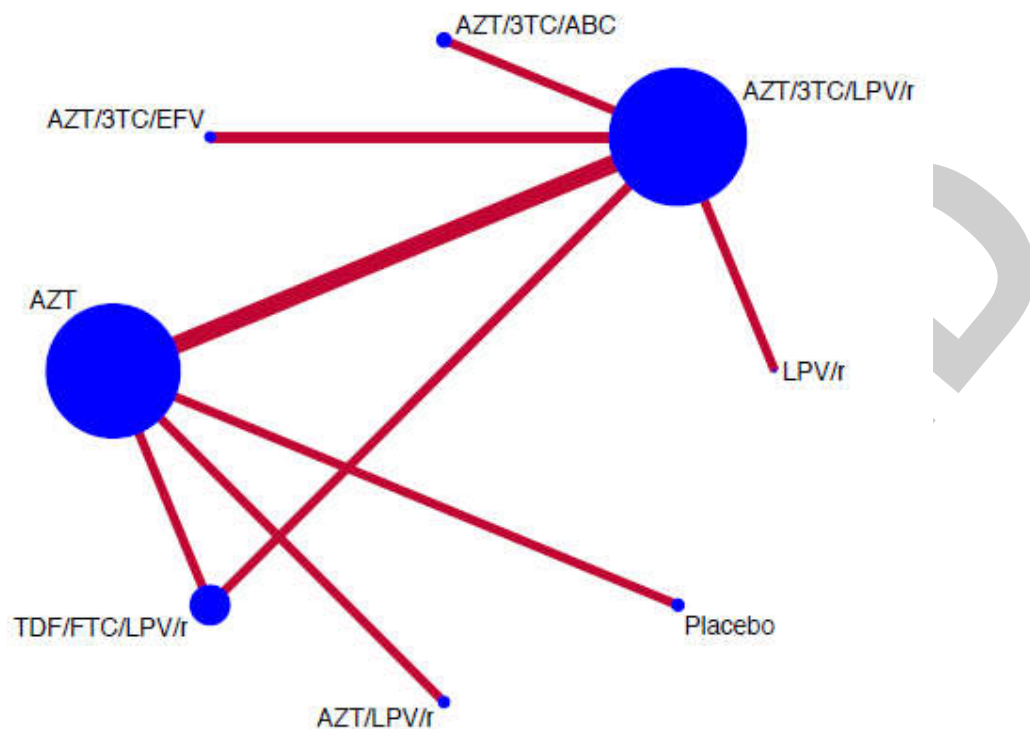 AZT/3TC/ABC
AZT/3TC/LPV/r
AZT/3TC/EFV
AZT
LPV/r
TDF/FTC/LPV/r
Placebo
AZT/LPV/r